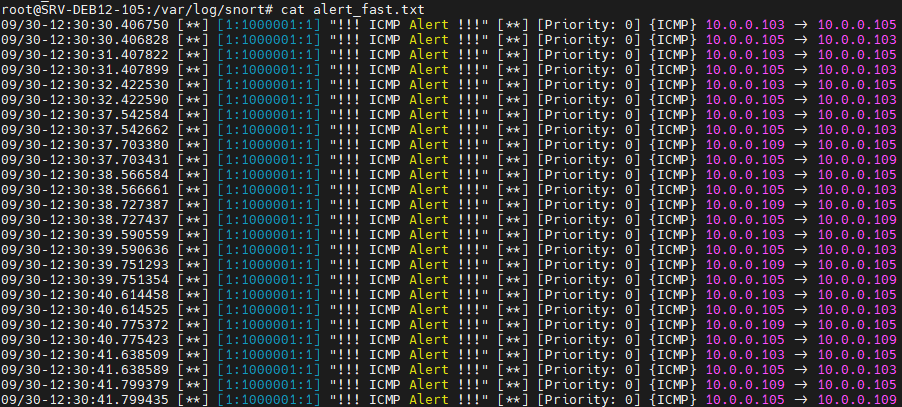 root@SRV-DEB12-105:/var/log/snort# cat alert_fast.txt
09/30-12:30:30.406750 [**] [1:1000001:1] "!!! ICMP Alert !!!" [**] [Priority: 0] {ICMP} 10.0.0.103 -> 10.0.0.105
09/30-12:30:30.406828 [**] [1:1000001:1] "!!! ICMP Alert !!!" [**] [Priority: 0] {ICMP} 10.0.0.105 -> 10.0.0.103
09/30-12:30:31.407822 [**] [1:1000001:1] "!!! ICMP Alert !!!" [**] [Priority: 0] {ICMP} 10.0.0.103 -> 10.0.0.105
09/30-12:30:31.407899 [**] [1:1000001:1] "!!! ICMP Alert !!!" [**] [Priority: 0] {ICMP} 10.0.0.105 -> 10.0.0.103
09/30-12:30:32.422530 [**] [1:1000001:1] "!!! ICMP Alert !!!" [**] [Priority: 0] {ICMP} 10.0.0.103 -> 10.0.0.105
09/30-12:30:32.422590 [**] [1:1000001:1] "!!! ICMP Alert !!!" [**] [Priority: 0] {ICMP} 10.0.0.105 -> 10.0.0.103
09/30-12:30:37.542584 [**] [1:1000001:1] "!!! ICMP Alert !!!" [**] [Priority: 0] {ICMP} 10.0.0.103 -> 10.0.0.105
09/30-12:30:37.542662 [**] [1:1000001:1] "!!! ICMP Alert !!!" [**] [Priority: 0] {ICMP} 10.0.0.105 -> 10.0.0.103
09/30-12:30:37.703380 [**] [1:1000001:1] "!!! ICMP Alert !!!" [**] [Priority: 0] {ICMP} 10.0.0.109 -> 10.0.0.105
09/30-12:30:37.703431 [**] [1:1000001:1] "!!! ICMP Alert !!!" [**] [Priority: 0] {ICMP} 10.0.0.105 -> 10.0.0.109
09/30-12:30:38.566584 [**] [1:1000001:1] "!!! ICMP Alert !!!" [**] [Priority: 0] {ICMP} 10.0.0.103 -> 10.0.0.105
09/30-12:30:38.566661 [**] [1:1000001:1] "!!! ICMP Alert !!!" [**] [Priority: 0] {ICMP} 10.0.0.105 -> 10.0.0.103
09/30-12:30:38.727387 [**] [1:1000001:1] "!!! ICMP Alert !!!" [**] [Priority: 0] {ICMP} 10.0.0.109 -> 10.0.0.105
09/30-12:30:38.727437 [**] [1:1000001:1] "!!! ICMP Alert !!!" [**] [Priority: 0] {ICMP} 10.0.0.105 -> 10.0.0.109
09/30-12:30:39.590559 [**] [1:1000001:1] "!!! ICMP Alert !!!" [**] [Priority: 0] {ICMP} 10.0.0.103 -> 10.0.0.105
09/30-12:30:39.590636 [**] [1:1000001:1] "!!! ICMP Alert !!!" [**] [Priority: 0] {ICMP} 10.0.0.105 -> 10.0.0.103
09/30-12:30:39.751293 [**] [1:1000001:1] "!!! ICMP Alert !!!" [**] [Priority: 0] {ICMP} 10.0.0.109 -> 10.0.0.105
09/30-12:30:39.751354 [**] [1:1000001:1] "!!! ICMP Alert !!!" [**] [Priority: 0] {ICMP} 10.0.0.105 -> 10.0.0.109
09/30-12:30:40.614458 [**] [1:1000001:1] "!!! ICMP Alert !!!" [**] [Priority: 0] {ICMP} 10.0.0.103 -> 10.0.0.105
09/30-12:30:40.614525 [**] [1:1000001:1] "!!! ICMP Alert !!!" [**] [Priority: 0] {ICMP} 10.0.0.105 -> 10.0.0.103
09/30-12:30:40.775372 [**] [1:1000001:1] "!!! ICMP Alert !!!" [**] [Priority: 0] {ICMP} 10.0.0.109 -> 10.0.0.105
09/30-12:30:40.775423 [**] [1:1000001:1] "!!! ICMP Alert !!!" [**] [Priority: 0] {ICMP} 10.0.0.105 -> 10.0.0.109
09/30-12:30:41.638509 [**] [1:1000001:1] "!!! ICMP Alert !!!" [**] [Priority: 0] {ICMP} 10.0.0.103 -> 10.0.0.105
09/30-12:30:41.638589 [**] [1:1000001:1] "!!! ICMP Alert !!!" [**] [Priority: 0] {ICMP} 10.0.0.105 -> 10.0.0.103
09/30-12:30:41.799379 [**] [1:1000001:1] "!!! ICMP Alert !!!" [**] [Priority: 0] {ICMP} 10.0.0.109 -> 10.0.0.105
09/30-12:30:41.799435 [**] [1:1000001:1] "!!! ICMP Alert !!!" [**] [Priority: 0] {ICMP} 10.0.0.105 -> 10.0.0.109